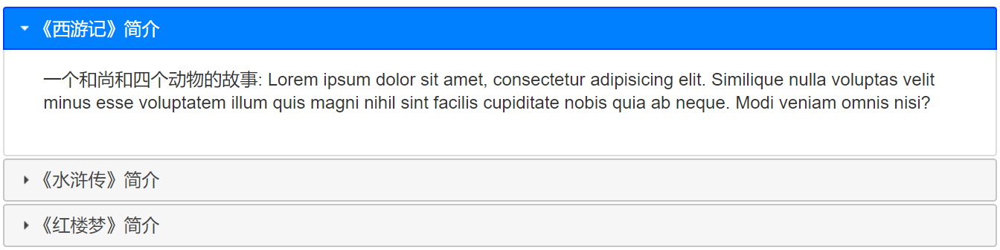 《西游记》简介
一个和尚和四个动物的故事: Lorem ipsum dolor sit amet, consectetur adipisicing elit. Similique nulla voluptas velit
minus esse voluptatem illum quis magni nihil sint facilis cupiditate nobis quia ab neque. Modi veniam omnis nisi?
《水浒传》简介
《红楼梦》简介